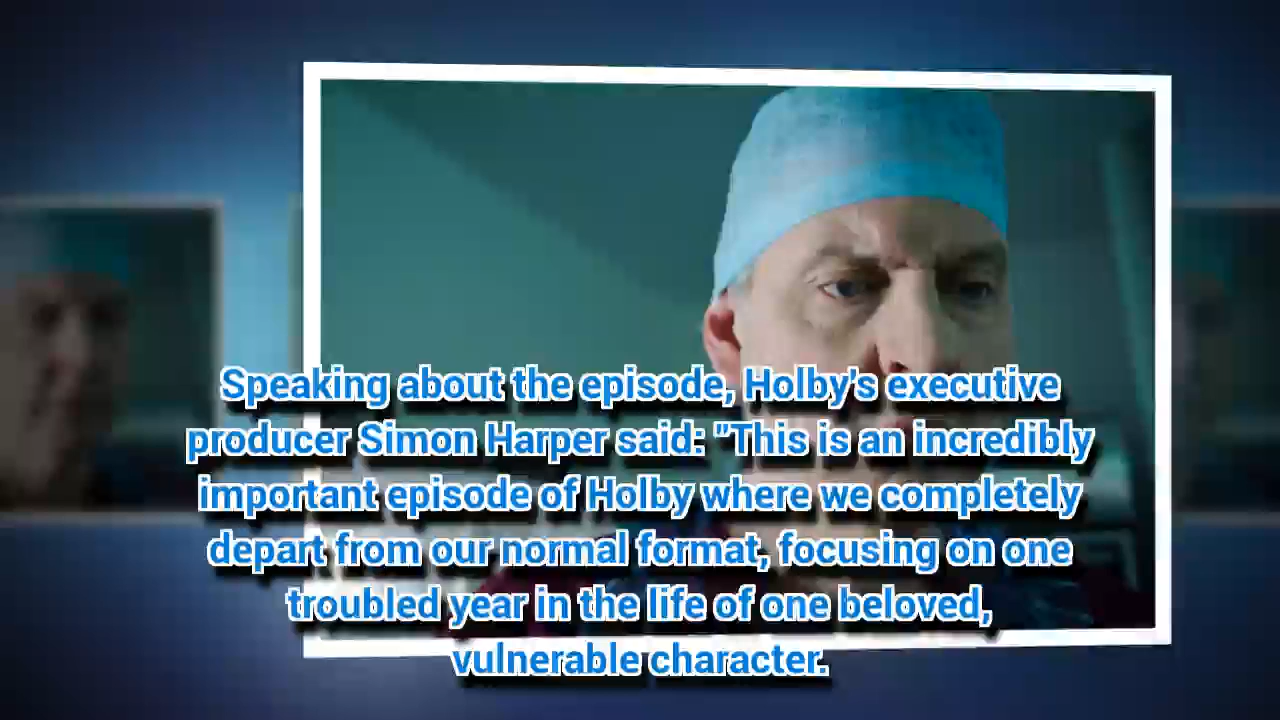 Speaking about the episode, Holby's executive
producer Simon Harper said: "This is an incredibly
important episode of Holby where we completely
depart from our normal format, focusing on one
troubled year in the life of one beloved,
vulnerable character.